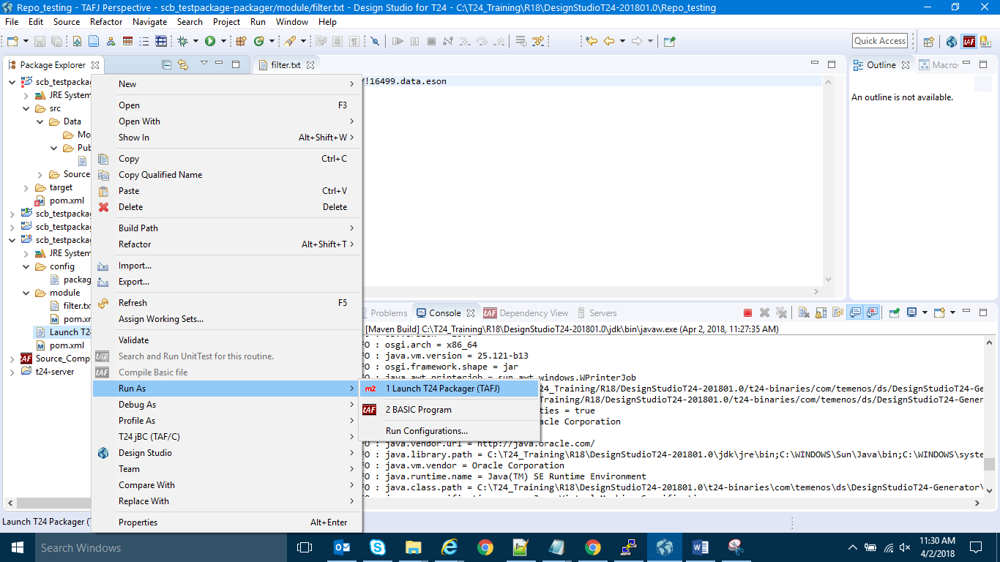 Repo_testing - TAFJ Perspective - scb_testpackage-packager/module/filter.txt - Design Studio for T24 - C:\T24_Training\R18\DesignStudioT24-201801.0\Repo_testing
File Edit Source Refactor Navigate Search Project Run Window Help
Quick Access
Package Explorer
filter.txt
Outline
Macro
scb_testpackag
JRE System
src
Data
Mo
Pub
Source
target
pom.xml
scb_testpackag
scb_testpackag
scb_testpackag
JRE System
config
packag
module
filter.txt
pom.xm
Launch T24
pom.xml
Source_Comp
t24-server
!16499.data.eson
An outline is not available.
New
Open F3
Open With
Show In Alt+Shift+W
Copy Ctrl+C
Copy Qualified Name
Paste Ctrl+V
Delete Delete
Build Path
Refactor Alt+Shift+T
Import...
Export...
Refresh F5
Assign Working Sets...
Validate
Search and Run UnitTest for this routine.
Compile Basic file
Run As
Debug As
Profile As
T24 jBC (TAF/C)
Design Studio
Team
Compare With
Replace With
Properties Alt+Enter
1 Launch T24 Packager (TAFJ)
2 BASIC Program
Run Configurations...
Problems Console Dependency View Servers
[Maven Build] C:\T24_Training\R18\DesignStudioT24-201801.0\jdk\bin\javaw.exe (Apr 2, 2018, 11:27:35 AM)
FO : osgi.arch = x86_64
FO : java.vm.version = 25.121-b13
FO : osgi.framework.shape = jar
FO : java.awt.printerjob = sun.awt.windows.WPrinterJob
24_Training/R18/DesignStudioT24-201801.0/t24-binaries/com/temenos/ds/DesignStudioT24-Ge
24_Training/R18/DesignStudioT24-201801.0/t24-binaries/com/temenos/ds/DesignStudioT24-Gener
ties = true
acle Corporation
FO : java.vendor.url = http://java.oracle.com/
FO : java.library.path = C:\T24_Training\R18\DesignStudioT24-201801.0\jdk\jre\bin;C:\WINDOWS\Sun\Java\bin;C:\WINDOWS\syste
FO : java.vm.vendor = Oracle Corporation
FO : java.runtime.name = Java(TM) SE Runtime Environment
FO : java.class.path = C:\T24_Training\R18\DesignStudioT24-201801.0\t24-binaries\com\temenos\ds\DesignStudioT24-Generator\
Launch T24 Packager (
Search Windows
11:30 AM
4/2/2018